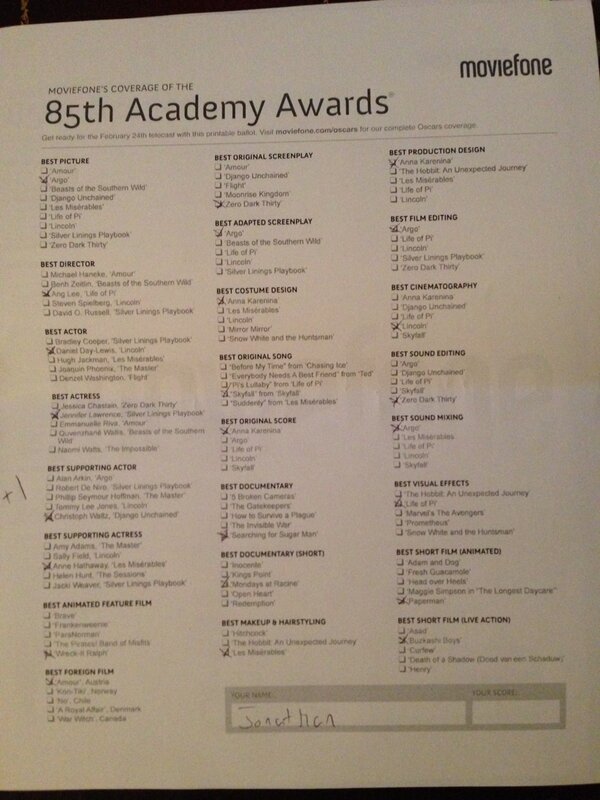 moviefone
MOVIEFONE'S COVERAGE OF THE
85th Academy Awards®
Get ready for the February 24th telecast with this printable ballot. Visit moviefone.com/oscars for our complete Oscars coverage.
BEST PICTURE
'Amour'
'Argo'
'Beasts of the Southern Wild'
'Django Unchained'
'Les Misérables'
'Life of Pi'
'Lincoln'
'Silver Linings Playbook'
'Zero Dark Thirty'
BEST DIRECTOR
Michael Haneke, 'Amour'
Benh Zeitlin, 'Beasts of the Southern Wild'
Ang Lee, 'Life of Pi'
Steven Spielberg, 'Lincoln'
David O. Russell, 'Silver Linings Playbook'
BEST ACTOR
Bradley Cooper, 'Silver Linings Playbook'
Daniel Day-Lewis, 'Lincoln'
Hugh Jackman, 'Les Misérables'
Joaquin Phoenix, 'The Master'
Denzel Washington, 'Flight'
BEST ACTRESS
Jessica Chastain, 'Zero Dark Thirty'
Jennifer Lawrence, 'Silver Linings Playbook'
Emmanuelle Riva, 'Amour'
Quvenzhané Wallis, 'Beasts of the Southern
Wild'
Naomi Watts, 'The Impossible'
BEST SUPPORTING ACTOR
Alan Arkin, 'Argo'
Robert De Niro, 'Silver Linings Playbook'
Phillip Seymour Hoffman, 'The Master'
Tommy Lee Jones, 'Lincoln'
Christoph Waltz, 'Django Unchained'
+1
BEST SUPPORTING ACTRESS
Amy Adams, 'The Master'
Sally Field, 'Lincoln'
Anne Hathaway, 'Les Misérables'
Helen Hunt, 'The Sessions'
Jacki Weaver, 'Silver Linings Playbook'
BEST ANIMATED FEATURE FILM
'Brave'
'Frankenweenie'
'ParaNorman'
'The Pirates! Band of Misfits'
'Wreck-It Ralph'
BEST FOREIGN FILM
'Amour', Austria
'Kon-Tiki', Norway
'No', Chile
'A Royal Affair', Denmark
'War Witch', Canada
BEST ORIGINAL SCREENPLAY
'Amour'
'Django Unchained'
'Flight'
'Moonrise Kingdom'
'Zero Dark Thirty'
BEST ADAPTED SCREENPLAY
'Argo'
'Beasts of the Southern Wild'
'Life of Pi'
'Lincoln'
'Silver Linings Playbook'
BEST COSTUME DESIGN
'Anna Karenina'
'Les Misérables'
'Lincoln'
'Mirror Mirror'
'Snow White and the Huntsman'
BEST ORIGINAL SONG
"Before My Time" from 'Chasing Ice'
"Everybody Needs A Best Friend" from 'Ted'
"Pi's Lullaby" from 'Life of Pi'
"Skyfall" from 'Skyfall'
"Suddenly" from 'Les Misérables'
BEST ORIGINAL SCORE
'Anna Karenina'
'Argo'
'Life of Pi'
'Lincoln'
'Skyfall'
BEST DOCUMENTARY
'5 Broken Cameras'
'The Gatekeepers'
'How to Survive a Plague'
'The Invisible War'
'Searching for Sugar Man'
BEST DOCUMENTARY (SHORT)
'Inocente'
'Kings Point'
'Mondays at Racine'
'Open Heart'
'Redemption'
BEST MAKEUP & HAIRSTYLING
'Hitchcock'
'The Hobbit: An Unexpected Journey
'Les Misérables'
BEST PRODUCTION DESIGN
'Anna Karenina'
'The Hobbit: An Unexpected Journey
'Les Misérables'
'Life of Pi'
'Lincoln'
BEST FILM EDITING
'Argo'
'Life of Pi'
'Lincoln'
'Silver Linings Playbook'
'Zero Dark Thirty'
BEST CINEMATOGRAPHY
'Anna Karenina'
'Django Unchained'
'Life of Pi'
'Lincoln'
'Skyfall'
BEST SOUND EDITING
'Argo'
'Django Unchained'
'Life of Pi'
'Skyfall'
'Zero Dark Thirty'
BEST SOUND MIXING
'Argo'
'Les Misérables'
'Life of Pi'
'Lincoln'
'Skyfall'
BEST VISUAL EFFECTS
'The Hobbit: An Unexpected Journey
'Life of Pi'
'Marvel's The Avengers
'Prometheus'
'Snow White and the Huntsman'
BEST SHORT FILM (ANIMATED)
'Adam and Dog'
'Fresh Guacamole'
'Head over Heels'
'Maggie Simpson in "The Longest Daycare"'
'Paperman'
BEST SHORT FILM (LIVE ACTION)
'Asad'
'Buzkashi Boys'
'Curfew'
'Death of a Shadow (Dood van een Schaduw)'
'Henry'
YOUR NAME:
Jonathan
YOUR SCORE: